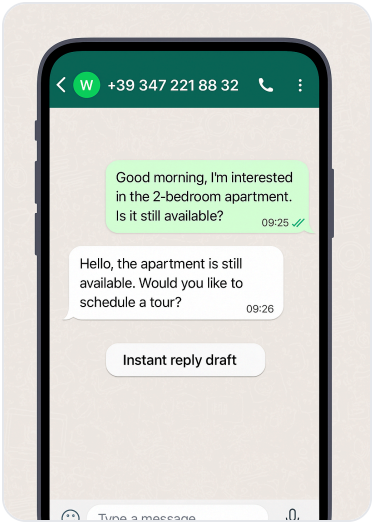 W +39 347 221 88 32
Good morning, I'm interested
in the 2-bedroom apartment.
Is it still available?
09:25
Hello, the apartment is still
available. Would you like to
schedule a tour?
09:26
Instant reply draft
Type a message